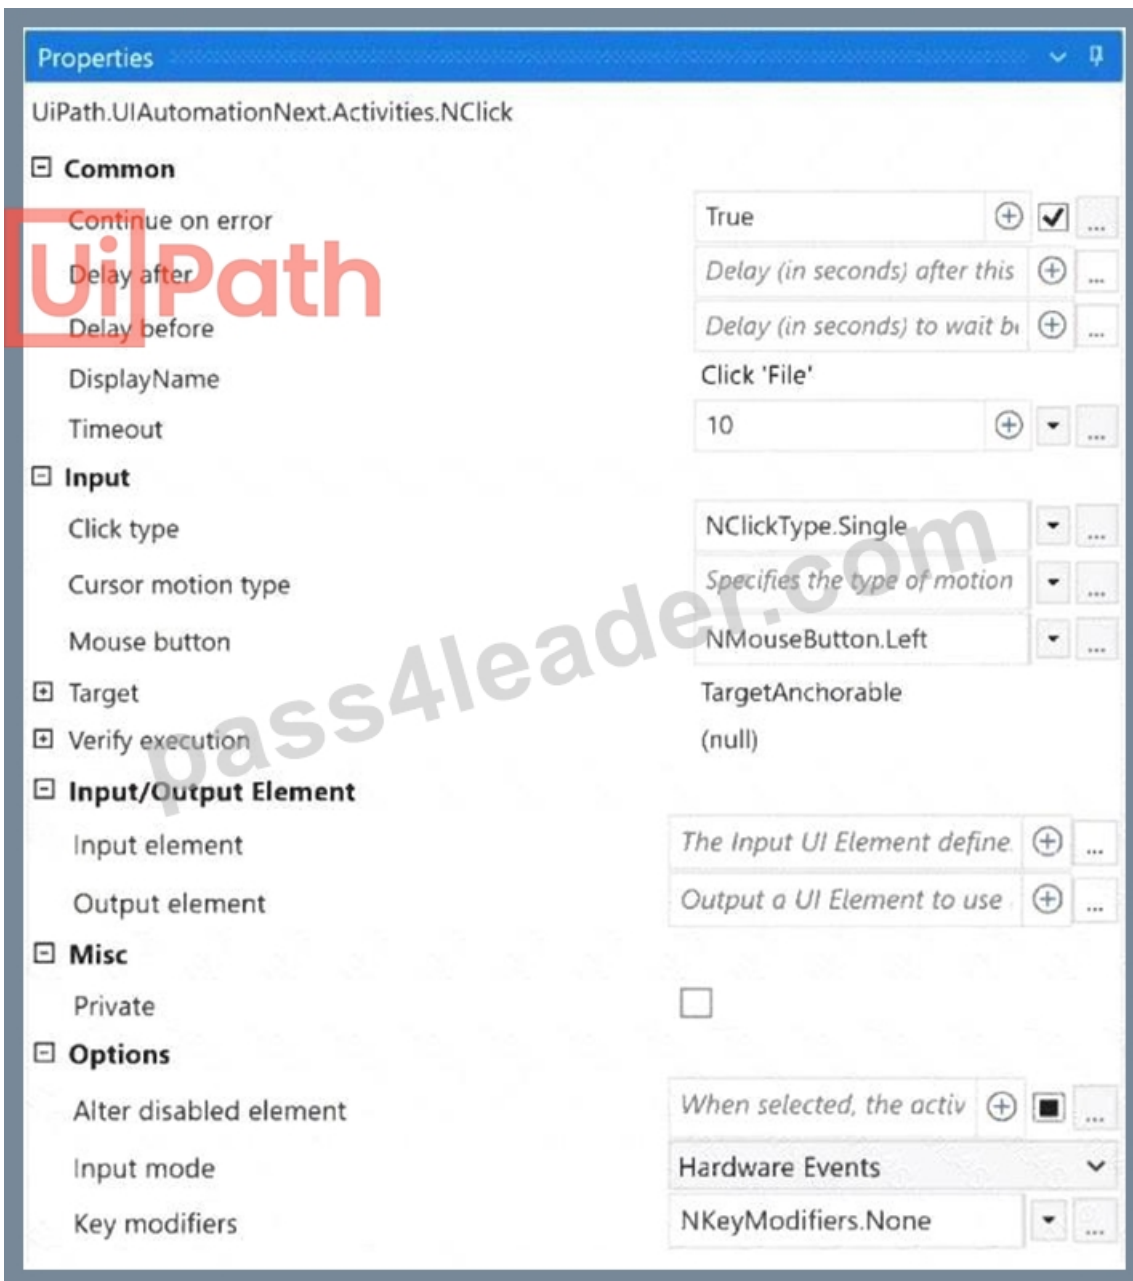 Properties
UiPath.UIAutomationNext.Activities.NClick
Common
Continue on error True ...
Delay after Delay (in seconds) after this ...
Delay before Delay (in seconds) to wait be ...
DisplayName Click 'File'
Timeout 10 ...
Input
Click type NClickType.Single ...
Cursor motion type Specifies the type of motion ...
Mouse button NMouseButton.Left ...
Target TargetAnchorable
Verify execution (null)
Input/Output Element
Input element The Input UI Element define ...
Output element Output a UI Element to use ...
Misc
Private
Options
Alter disabled element When selected, the activ ...
Input mode Hardware Events
Key modifiers NKeyModifiers.None ...
UiPath
pass4leader.com